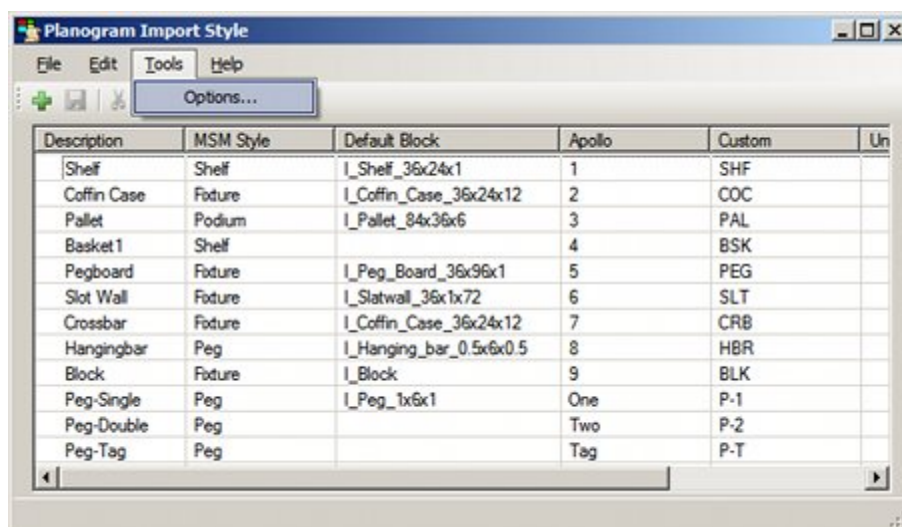 Planogram Import Style
File Edit Tools Help
Options...
Description MSM Style Default Block Apollo Custom Un
Shelf Shelf I_Shelf_36x24x1 1 SHF
Coffin Case Fixture I_Coffin_Case_36x24x12 2 COC
Pallet Podium I_Pallet_84x36x6 3 PAL
Basket1 Shelf 4 BSK
Pegboard Fixture I_Peg_Board_36x96x1 5 PEG
Slot Wall Fixture I_Slatwall_36x1x72 6 SLT
Crossbar Fixture I_Coffin_Case_36x24x12 7 CRB
Hangingbar Peg I_Hanging_bar_0.5x6x0.5 8 HBR
Block Fixture I_Block 9 BLK
Peg-Single Peg I_Peg_1x6x1 One P-1
Peg-Double Peg Two P-2
Peg-Tag Peg Tag P-T